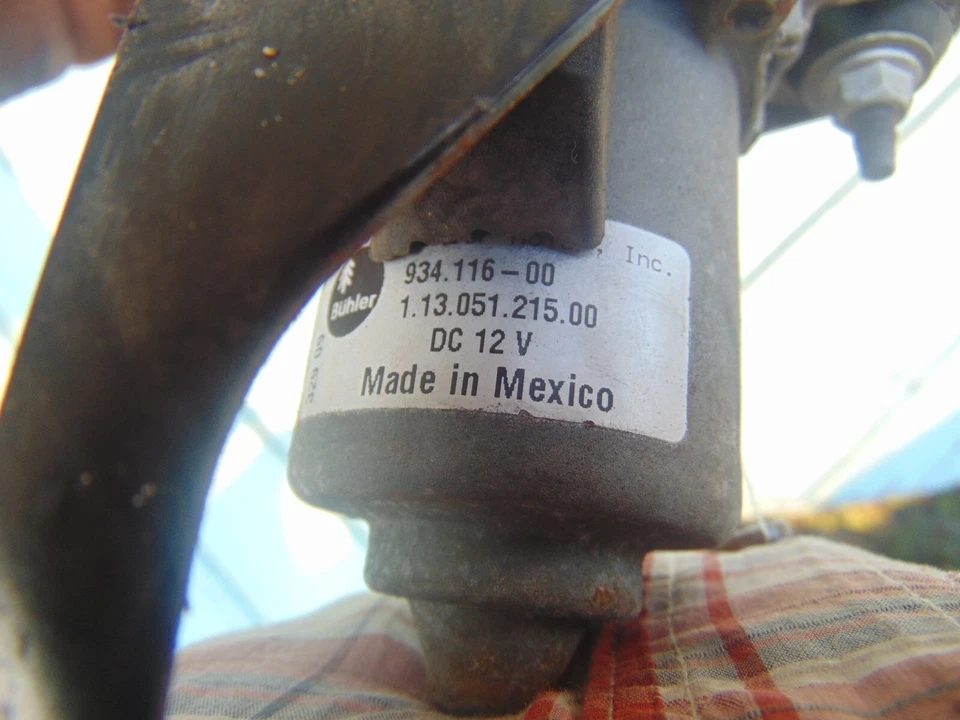 , Inc.
934.116-00
Bühler
1.13.051.215.00
DC 12 V
Made in Mexico